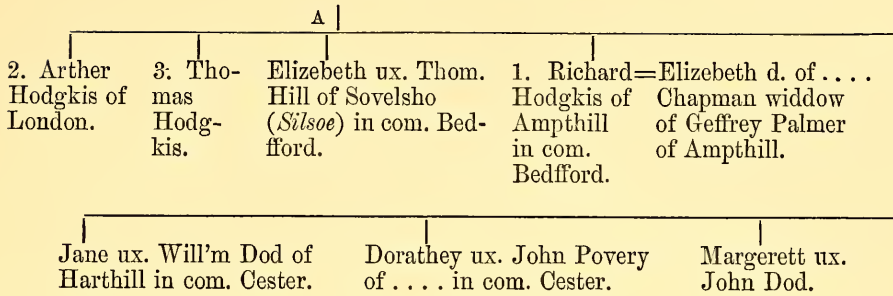 A
2. Arther
Hodgkis of
London.
3. Tho-
mas
Hodg-
kis.
Elizebeth ux. Thom.
Hill of Sovelsho
(Silsoe) in com. Bed-
fford.
1. Richard=Elizebeth d. of . . . .
Hodgkis of
Ampthill
in com.
Bedfford.
Chapman widdow
of Geffrey Palmer
of Ampthill.
Jane ux. Will'm Dod of
Harthill in com. Cester.
Dorathey ux. John Povery
of . . . . in com. Cester.
Margerett ux.
John Dod.